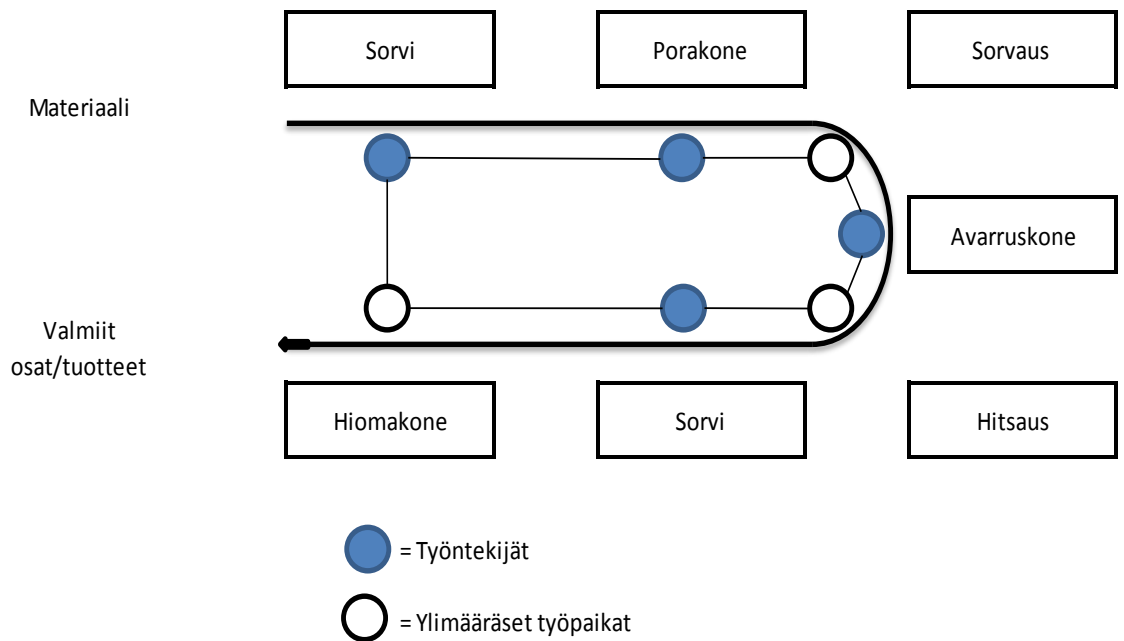 Sorvi
Porakone
Sorvaus
Materiaali
Avarruskone
Valmiit
osat/tuotteet
Hiomakone
Sorvi
Hitsaus
= Työntekijät
= Ylimääräset työpaikat